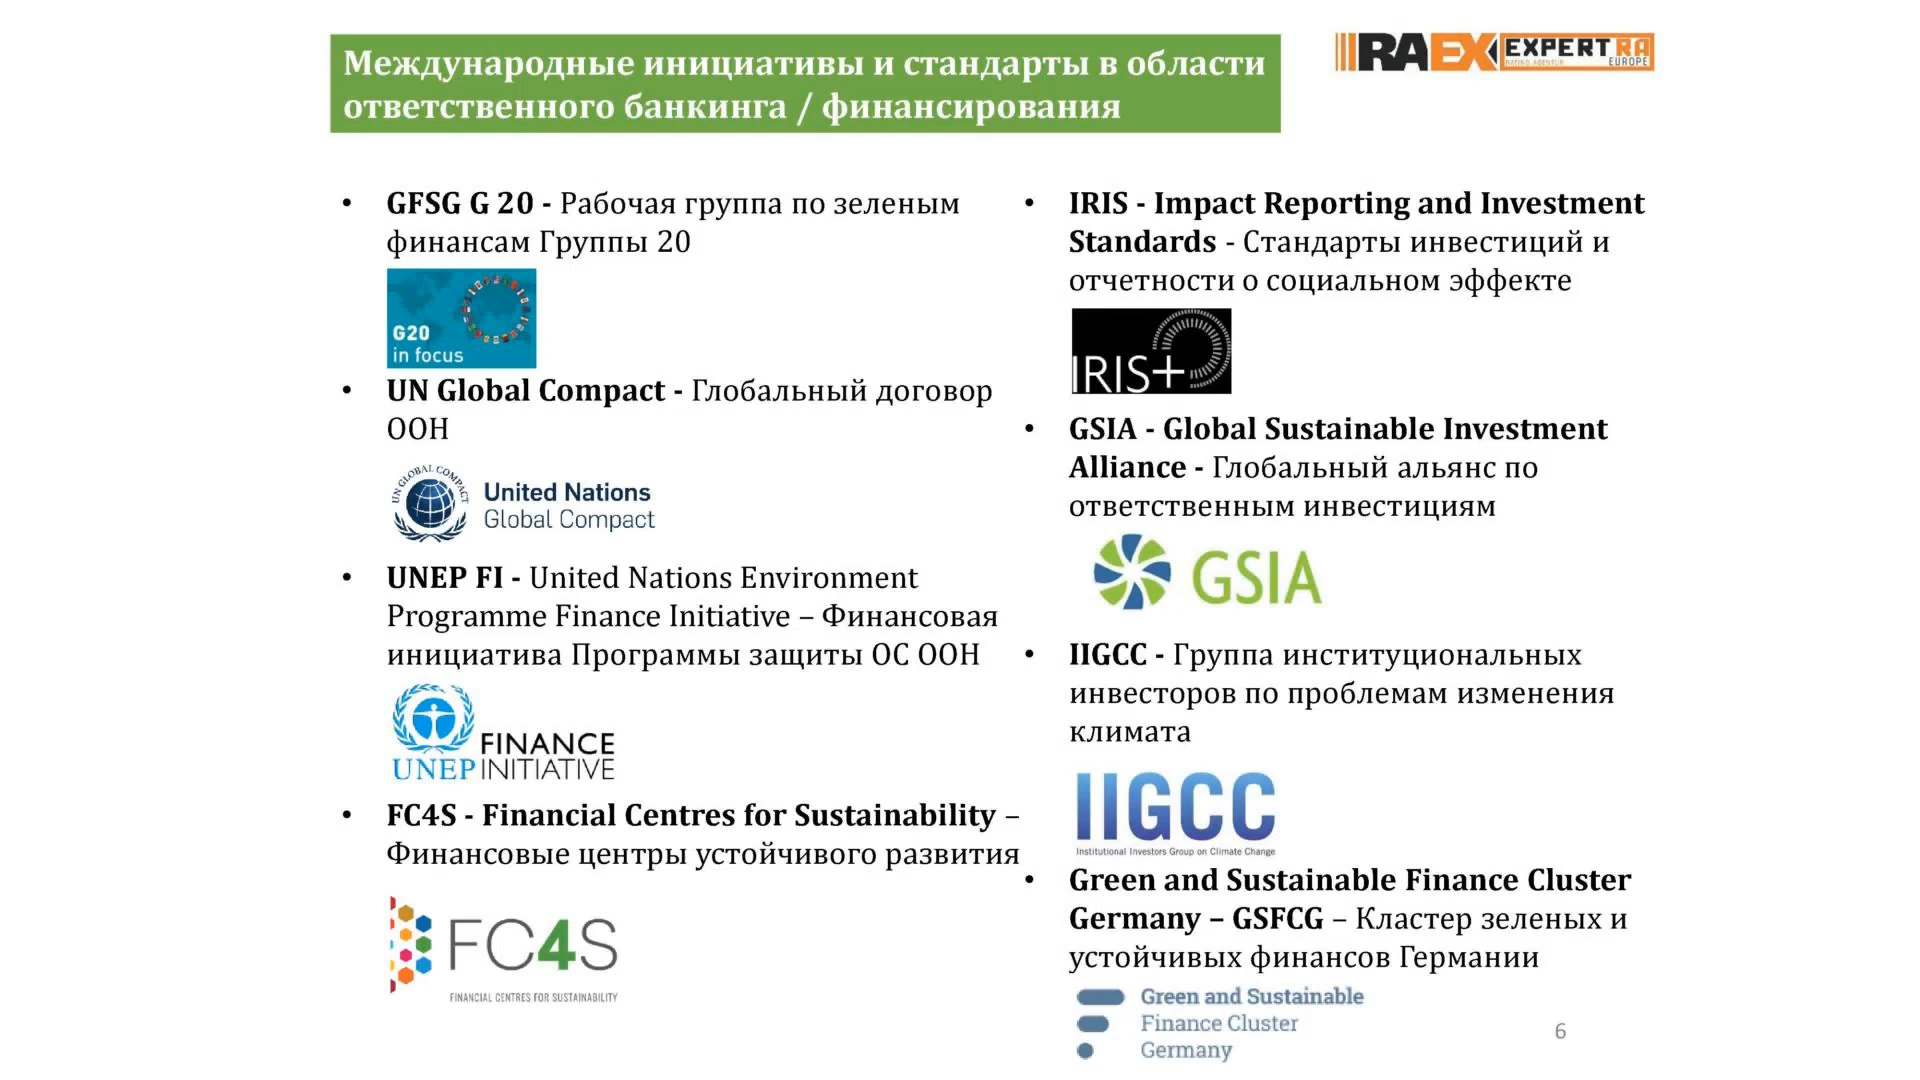 Международные инициативы и стандарты в области
ответственного банкинга / финансирования
RAEX EXPERT RA
RATING AGENTUR EUROPE
• GFSG G 20 - Рабочая группа по зеленым
финансам Группы 20
G20
in focus
• UN Global Compact - Глобальный договор
ООН
UN GLOBAL COMPACT
United Nations
Global Compact
• UNEP FI - United Nations Environment
Programme Finance Initiative – Финансовая
инициатива Программы защиты ОС ООН
FINANCE
UNEP INITIATIVE
• FC4S - Financial Centres for Sustainability –
Финансовые центры устойчивого развития
FC4S
FINANCIAL CENTRES FOR SUSTAINABILITY
• IRIS - Impact Reporting and Investment
Standards - Стандарты инвестиций и
отчетности о социальном эффекте
IRIS+
• GSIA - Global Sustainable Investment
Alliance - Глобальный альянс по
ответственным инвестициям
GSIA
• IIGCC - Группа институциональных
инвесторов по проблемам изменения
климата
IIGCC
Institutional Investors Group on Climate Change
• Green and Sustainable Finance Cluster
Germany – GSFCG – Кластер зеленых и
устойчивых финансов Германии
Green and Sustainable
Finance Cluster
Germany
6